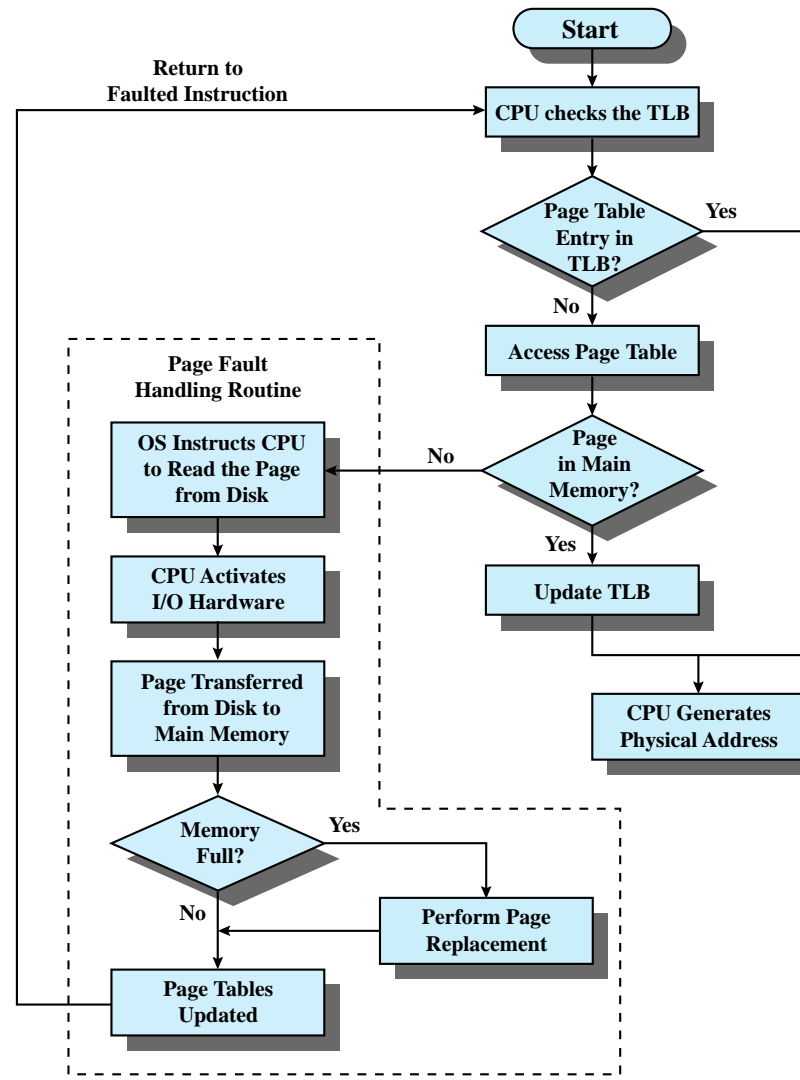 Start
Return to
Faulted Instruction
CPU checks the TLB
Page Table
Entry in
TLB?
Yes
No
Access Page Table
Page Fault
Handling Routine
OS Instructs CPU
to Read the Page
from Disk
No
Page
in Main
Memory?
Yes
CPU Activates
I/O Hardware
Update TLB
Page Transferred
from Disk to
Main Memory
CPU Generates
Physical Address
Memory
Full?
Yes
No
Perform Page
Replacement
Page Tables
Updated